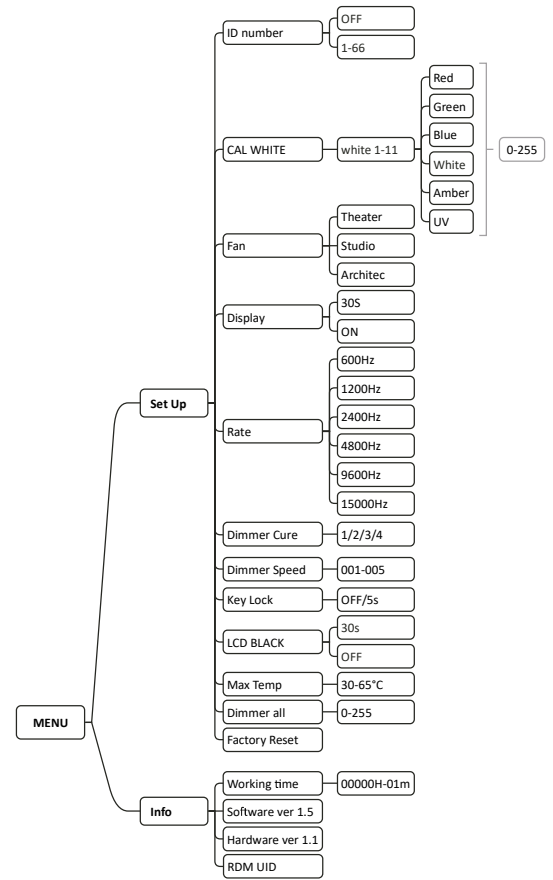 MENU
Set Up
ID number
OFF
1-66
CAL WHITE
white 1-11
Red
Green
Blue
White
Amber
UV
0-255
Fan
Theater
Studio
Architec
Display
30S
ON
Rate
600Hz
1200Hz
2400Hz
4800Hz
9600Hz
15000Hz
Dimmer Cure
1/2/3/4
Dimmer Speed
001-005
Key Lock
OFF/5s
LCD BLACK
30s
OFF
Max Temp
30-65°C
Dimmer all
0-255
Factory Reset
Info
Working time
00000H-01m
Software ver 1.5
Hardware ver 1.1
RDM UID